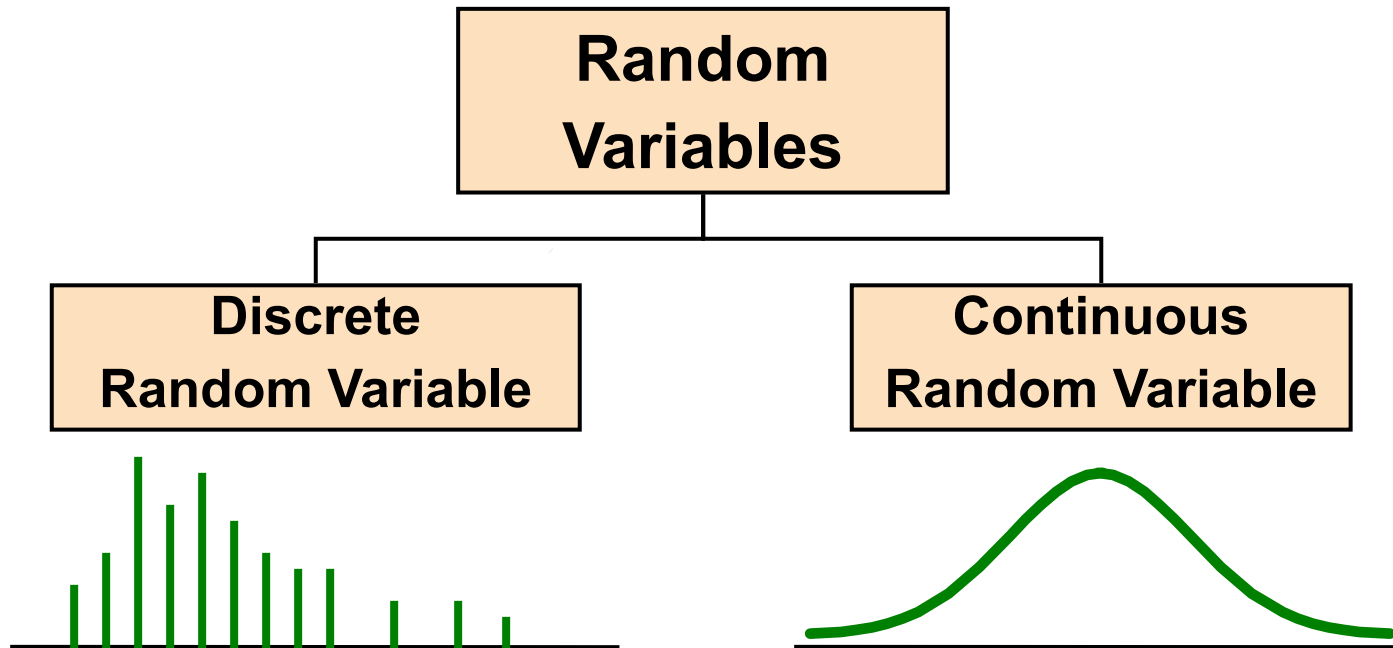 Random
Variables
Discrete
Random Variable
Continuous
Random Variable